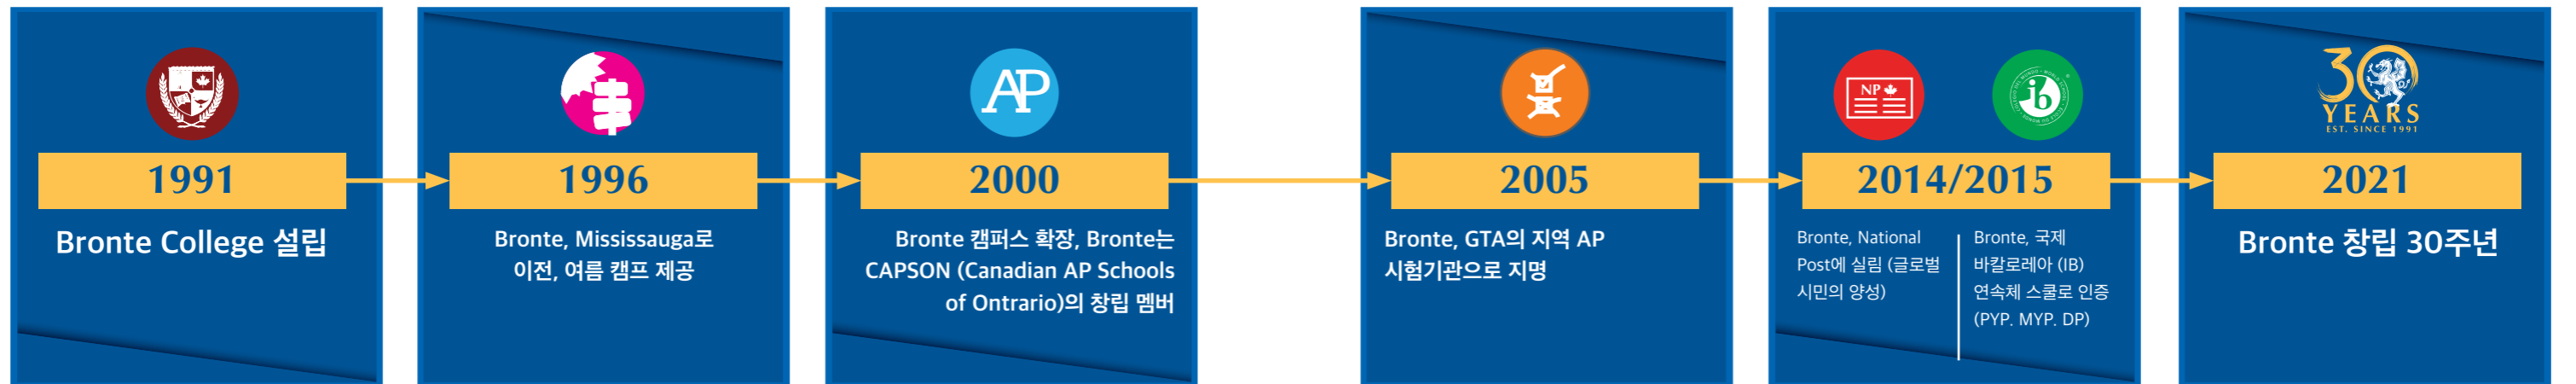 1991
Bronte College 설립
1996
Bronte, Mississauga로
이전, 여름 캠프 제공
AP
2000
Bronte 캠퍼스 확장, Bronte는
CAPSON (Canadian AP Schools
of Ontrario)의 창립 멤버
2005
Bronte, GTA의 지역 AP
시험기관으로 지명
NP
ib
2014/2015
Bronte, National
Post에 실림 (글로벌
시민의 양성)
Bronte, 국제
바칼로레아 (IB)
연속체 스쿨로 인증
(PYP. MYP. DP)
30
YEARS
EST. SINCE 1991
2021
Bronte 창립 30주년